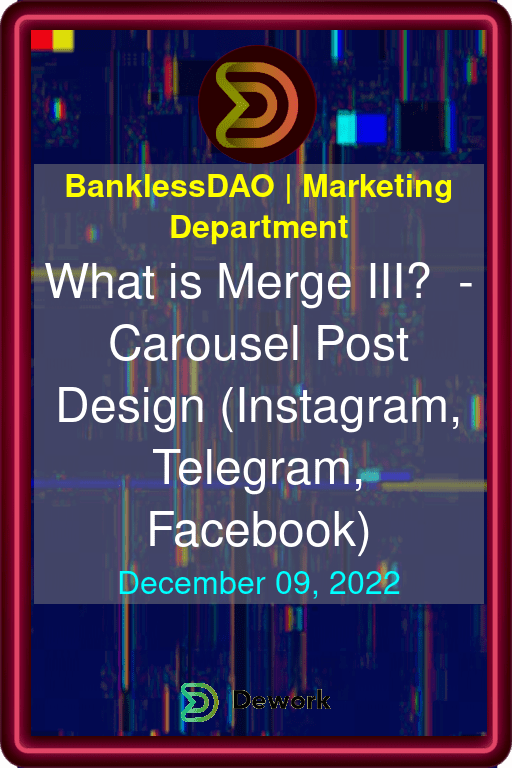 BanklessDAO | Marketing
Department
What is Merge III?  -
Carousel Post
Design (Instagram,
Telegram,
Facebook)
December 09, 2022
Dework